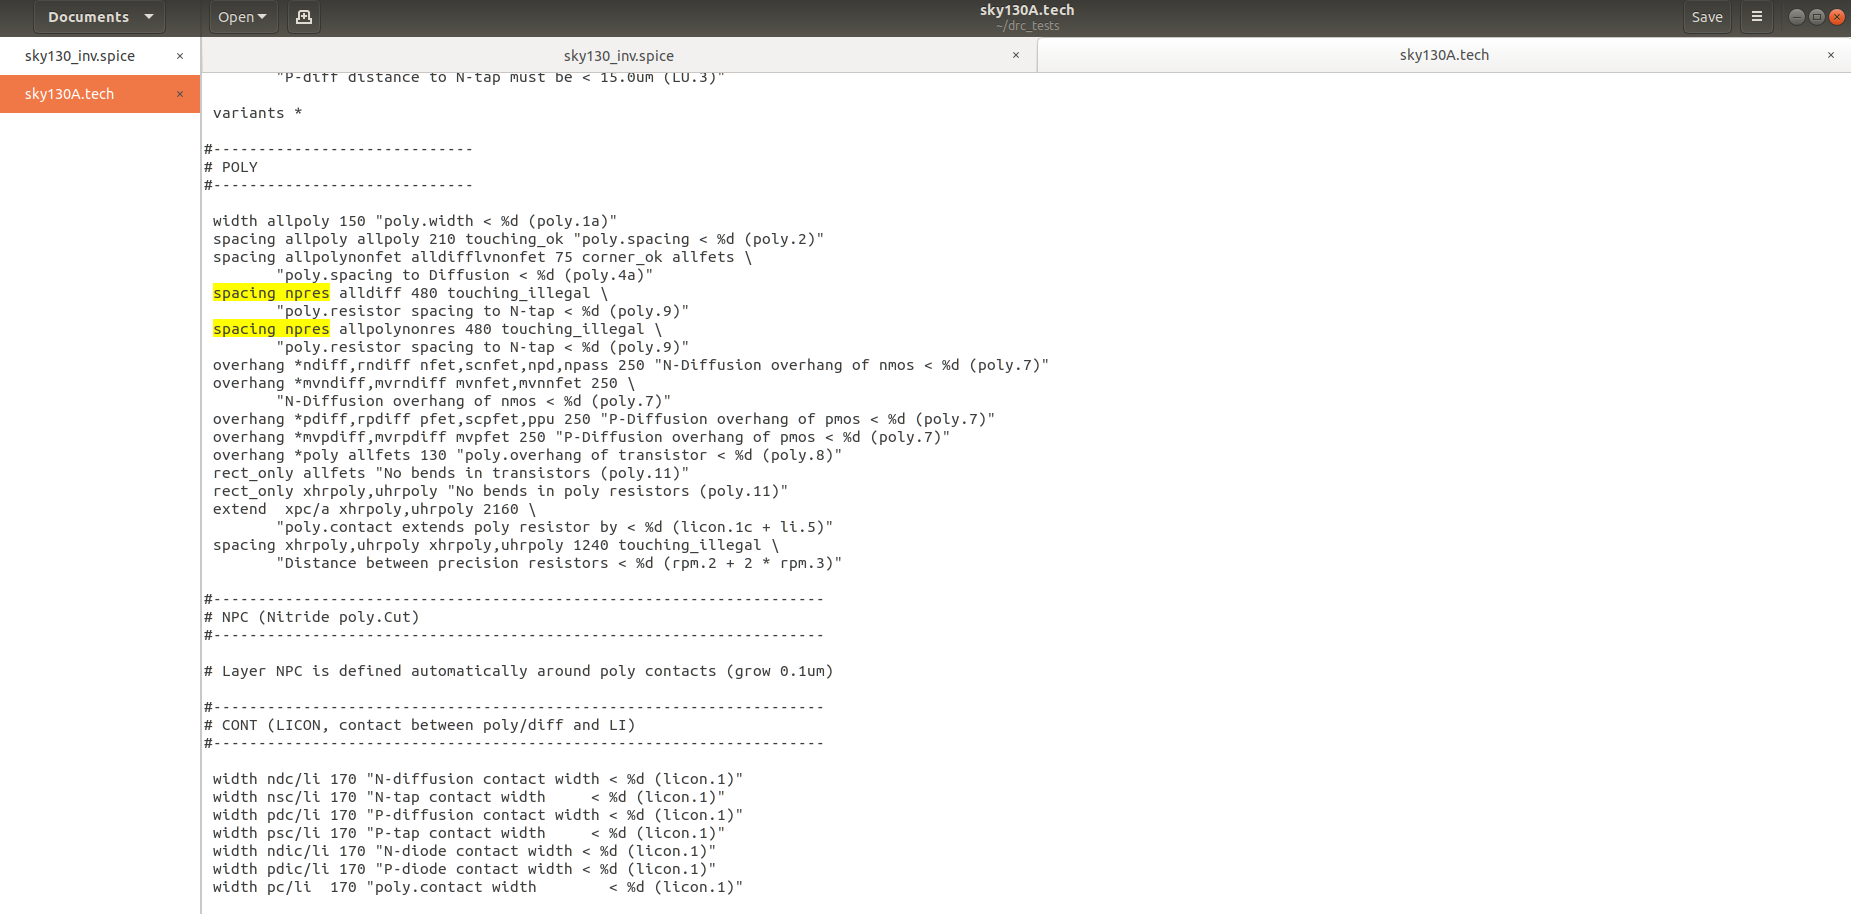 Documents
Open
sky130A.tech
~/drc_tests
Save
sky130_inv.spice ×
sky130A.tech ×
sky130_inv.spice ×
sky130A.tech ×
"P-diff distance to N-tap must be < 15.0um (LU.3)"
variants *
#-----------------------------
# POLY
#-----------------------------
width allpoly 150 "poly.width < %d (poly.1a)"
spacing allpoly allpoly 210 touching_ok "poly.spacing < %d (poly.2)"
spacing allpolynonfet alldifflvnonfet 75 corner_ok allfets \
"poly.spacing to Diffusion < %d (poly.4a)"
spacing npres alldiff 480 touching_illegal \
"poly.resistor spacing to N-tap < %d (poly.9)"
spacing npres allpolynonres 480 touching_illegal \
"poly.resistor spacing to N-tap < %d (poly.9)"
overhang *ndiff,rndiff nfet,scnfet,npd,npass 250 "N-Diffusion overhang of nmos < %d (poly.7)"
overhang *mvndiff,mvrndiff mvnfet,mvnnfet 250 \
"N-Diffusion overhang of nmos < %d (poly.7)"
overhang *pdiff,rpdiff pfet,scpfet,ppu 250 "P-Diffusion overhang of pmos < %d (poly.7)"
overhang *mvpdiff,mvrpdiff mvpfet 250 "P-Diffusion overhang of pmos < %d (poly.7)"
overhang *poly allfets 130 "poly.overhang of transistor < %d (poly.8)"
rect_only allfets "No bends in transistors (poly.11)"
rect_only xhrpoly,uhrpoly "No bends in poly resistors (poly.11)"
extend  xpc/a xhrpoly,uhrpoly 2160 \
"poly.contact extends poly resistor by < %d (licon.1c + li.5)"
spacing xhrpoly,uhrpoly xhrpoly,uhrpoly 1240 touching_illegal \
"Distance between precision resistors < %d (rpm.2 + 2 * rpm.3)"
#--------------------------------------------------------------------
# NPC (Nitride poly.Cut)
#--------------------------------------------------------------------
# Layer NPC is defined automatically around poly contacts (grow 0.1um)
#--------------------------------------------------------------------
# CONT (LICON, contact between poly/diff and LI)
#--------------------------------------------------------------------
width ndc/li 170 "N-diffusion contact width < %d (licon.1)"
width nsc/li 170 "N-tap contact width     < %d (licon.1)"
width pdc/li 170 "P-diffusion contact width < %d (licon.1)"
width psc/li 170 "P-tap contact width     < %d (licon.1)"
width ndic/li 170 "N-diode contact width < %d (licon.1)"
width pdic/li 170 "P-diode contact width < %d (licon.1)"
width pc/li  170 "poly.contact width        < %d (licon.1)"